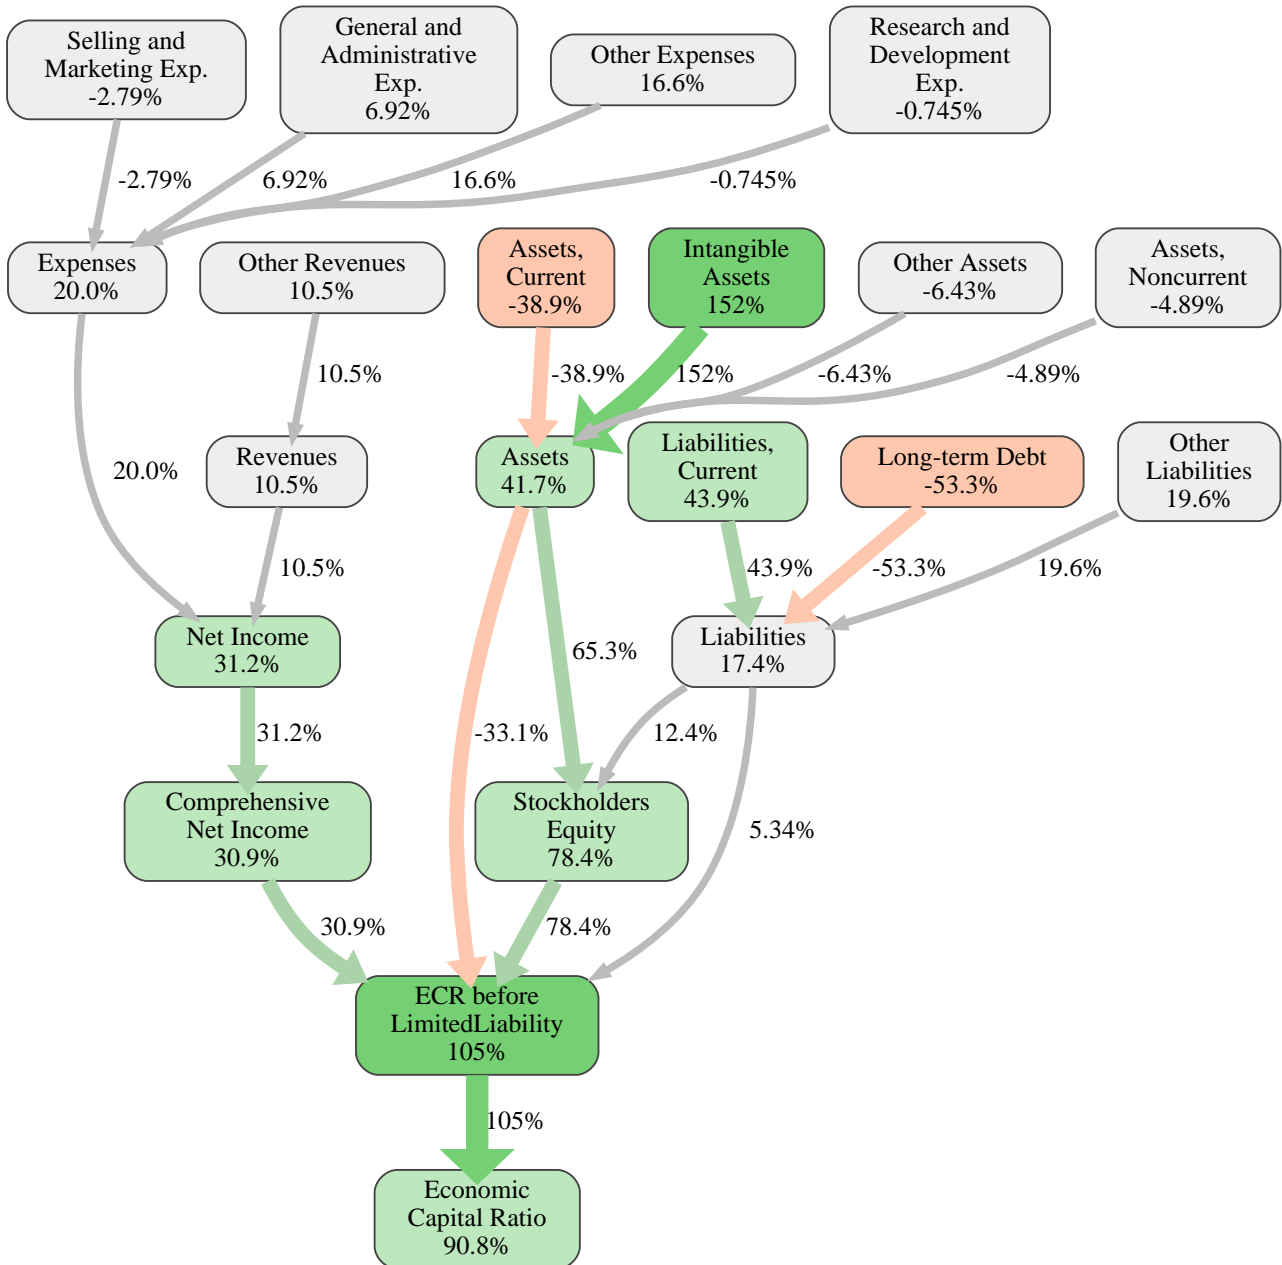 Selling and
Marketing Exp.
-2.79%
General and
Administrative
Exp.
6.92%
Other Expenses
16.6%
Research and
Development
Exp.
-0.745%
-2.79%
6.92%
16.6%
-0.745%
Expenses
20.0%
Other Revenues
10.5%
Assets,
Current
-38.9%
Intangible
Assets
152%
Other Assets
-6.43%
Assets,
Noncurrent
-4.89%
10.5%
-38.9%
152%
-6.43%
-4.89%
20.0%
Revenues
10.5%
Assets
41.7%
Liabilities,
Current
43.9%
Long-term Debt
-53.3%
Other
Liabilities
19.6%
10.5%
43.9%
-53.3%
19.6%
Net Income
31.2%
65.3%
Liabilities
17.4%
31.2%
-33.1%
12.4%
Comprehensive
Net Income
30.9%
Stockholders
Equity
78.4%
5.34%
30.9%
78.4%
ECR before
LimitedLiability
105%
105%
Economic
Capital Ratio
90.8%